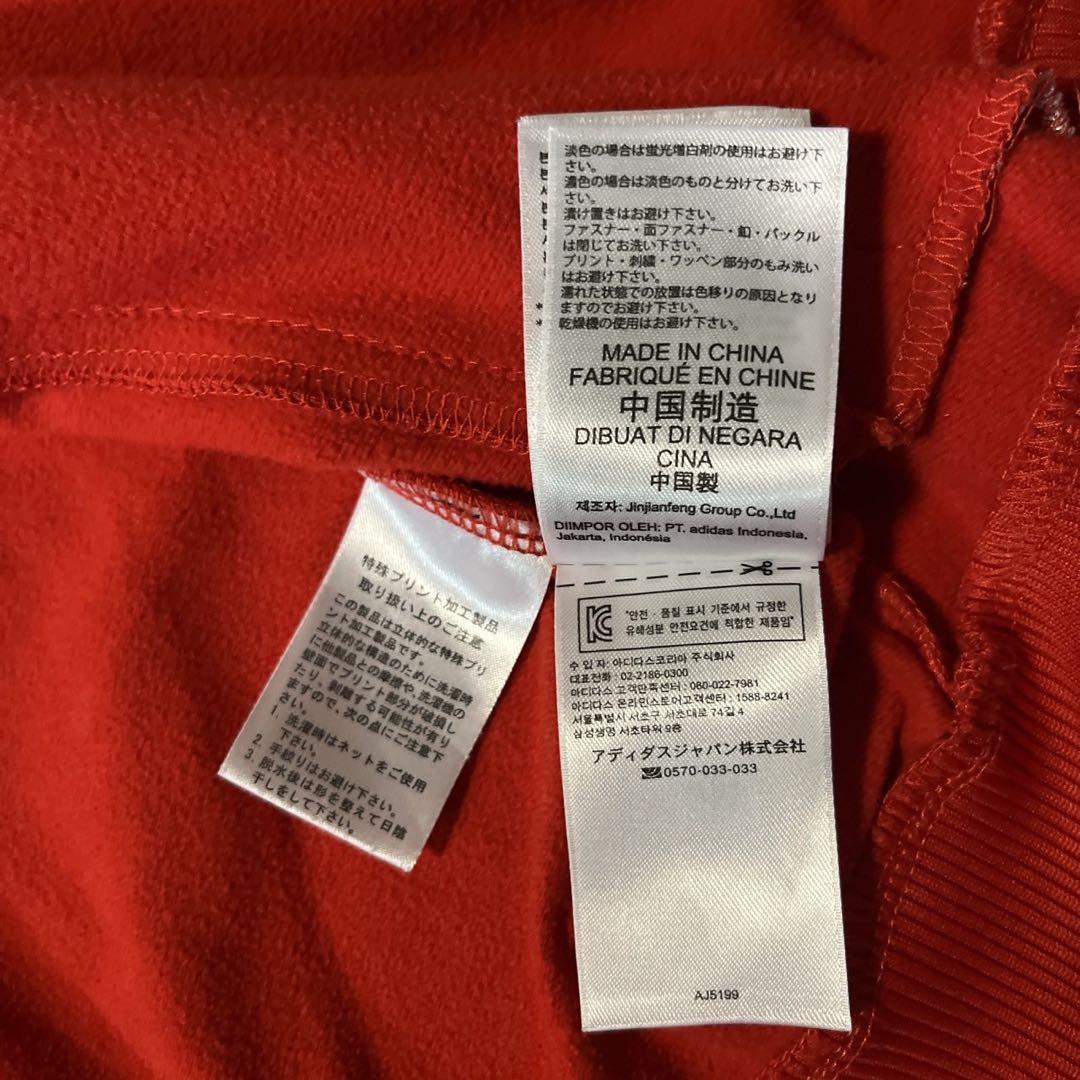 淡色の場合は蛍光増白剤の使用はお避け下
さい。
濃色の場合は淡色のものと分けてお洗い下
さい。
漬け置きはお避け下さい。
ファスナー・面ファスナー・釦・バックル
は閉じてお洗い下さい。
プリント・刺繍・ワッペン部分のもみ洗い
はお避け下さい。
濡れた状態での放置は色移りの原因となり
ますのでお避け下さい。
* 乾燥機の使用はお避け下さい。
MADE IN CHINA
FABRIQUÉ EN CHINE
中国制造
DIBUAT DI NEGARA
CINA
中国製
제조자: Jinjianfeng Group Co.,Ltd
DIIMPOR OLEH: PT. adidas Indonesia,
Jakarta, Indonésia
"안전·품질 표시 기준에서 규정한
유해성분 안전요건에 적합한 제품임"
수 입 자: 아디다스코리아 주식회사
대표전화: 02-2186-0300
아디다스 고객만족센터: 080-022-7981
아디다스 온라인스토어고객센터: 1588-8241
서울특별시 서초구 서초대로 74길 4
삼성생명 서초타워 9층
アディダスジャパン株式会社
0570-033-033
AJ5199
特殊プリント加工製品
取り扱い上のご注意
この製品は立体的な特殊プリ
ント加工製品です。
立体的な構造のために洗濯時
に他製品との摩擦や、洗濯機の
壁面でプリント部分が破損し
たり、剥離する可能性が有り
ますので、次の点にご注意下
さい。
1. 洗濯時はネットをご使用
下さい。
2. 手絞りはお避け下さい。
3. 脱水後は形を整えて日陰
干しをして下さい。